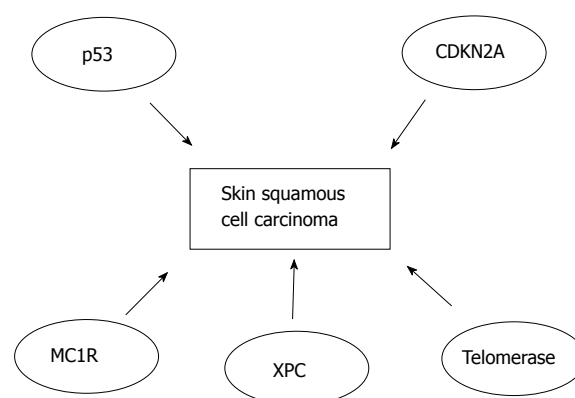 p53
CDKN2A
Skin squamous
cell carcinoma
MC1R
XPC
Telomerase